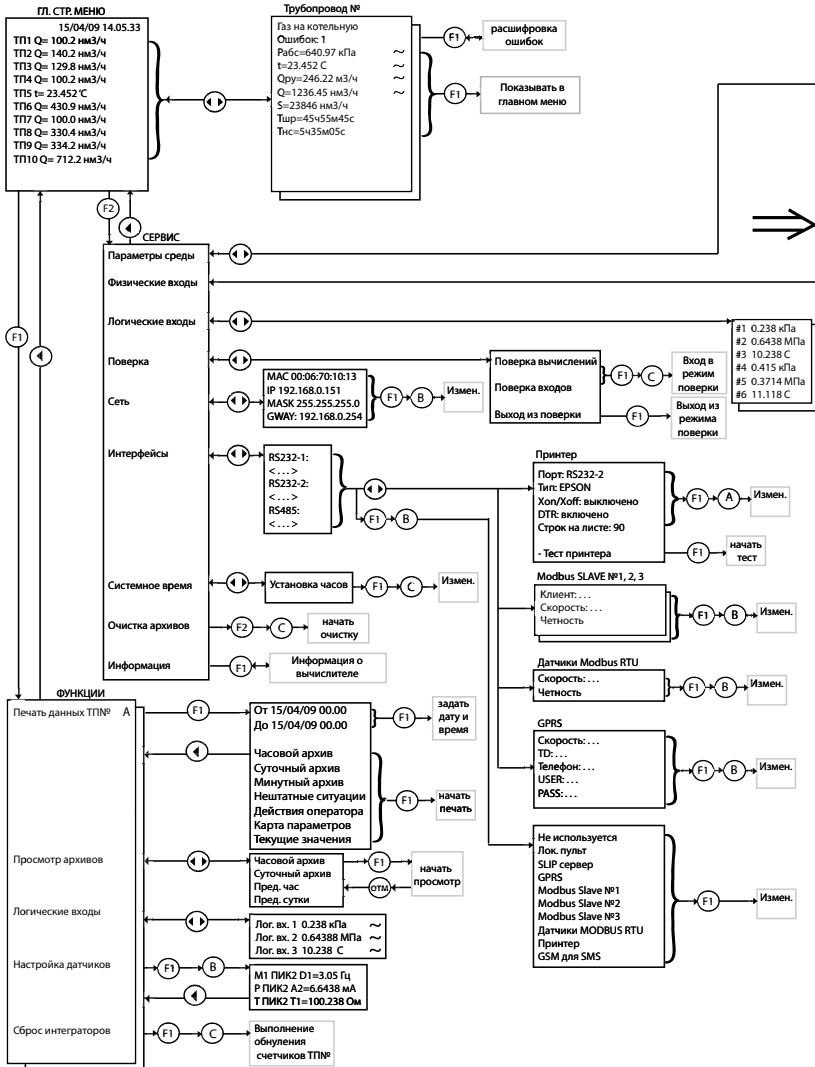 ГЛ. СТР. МЕНЮ
15/04/09 14.05.33
ТП1 Q= 100.2 нм3/ч
ТП2 Q= 140.2 нм3/ч
ТП3 Q= 129.8 нм3/ч
ТП4 Q= 100.2 нм3/ч
ТП5 t= 23.452 ˚С
ТП6 Q= 430.9 нм3/ч
ТП7 Q= 100.0 нм3/ч
ТП8 Q= 330.4 нм3/ч
ТП9 Q= 334.2 нм3/ч
ТП10 Q= 712.2 нм3/ч
Трубопровод №
Газ на котельную
Ошибок: 1
Рабс=640.97 кПа ~
t=23.452 С ~
Qру=246.22 м3/ч ~
Q=1236.45 нм3/ч ~
S=23846 нм3/ч
Тшр=45ч55м45с
Тнс=5ч35м05с
F1
расшифровка
ошибок
F1
Показывать в
главном меню
F2
F1
СЕРВИС
Параметры среды
Физические входы
Логические входы
#1 0.238 кПа
#2 0.6438 МПа
#3 10.238 С
#4 0.415 кПа
#5 0.3714 МПа
#6 11.118 С
Поверка
Поверка вычислений
Поверка входов
F1
С
Вход в
режим
поверки
Выход из поверки
F1
Выход из
режима
поверки
Сеть
MAC 00:06:70:10:13
IP 192.168.0.151
MASK 255.255.255.0
GWAY: 192.168.0.254
F1
В
Измен.
Интерфейсы
RS232-1:
< . . . >
RS232-2:
< . . . >
RS485:
< . . . >
F1
В
Принтер
Порт: RS232-2
Тип: EPSON
Xon/Xoff: выключено
DTR: включено
Строк на листе: 90
- Тест принтера
F1
А
Измен.
F1
начать
тест
Modbus SLAVE №1, 2, 3
Клиент: . . .
Скорость: . . .
Четность
F1
В
Измен.
Датчики Modbus RTU
Скорость: . . .
Четность
F1
В
Измен.
GPRS
Скорость: . . .
TD: . . .
Телефон: . . .
USER: . . .
PASS: . . .
F1
В
Измен.
Не используется
Лок. пульт
SLIP сервер
GPRS
Modbus Slave №1
Modbus Slave №2
Modbus Slave №3
Датчики MODBUS RTU
Принтер
GSM для SMS
F1
Измен.
Системное время
Установка часов
F1
С
Измен.
Очистка архивов
F2
С
начать
очистку
Информация
F1
Информация о
вычислителе
ФУНКЦИИ
Печать данных ТП№ А
F1
От 15/04/09 00.00
До 15/04/09 00.00
F1
задать
дату и
время
Часовой архив
Суточный архив
Минутный архив
Нештатные ситуации
Действия оператора
Карта параметров
Текущие значения
F1
начать
печать
Просмотр архивов
Часовой архив
Суточный архив
Пред. час
Пред. сутки
F1
отм
начать
просмотр
Логические входы
Лог. вх. 1 0.238 кПа ~
Лог. вх. 2 0.64388 МПа ~
Лог. вх. 3 10.238 С ~
Настройка датчиков
F1
В
М1 ПИК2 D1=3.05 Гц
Р ПИК2 А2=6.6438 мА
Т ПИК2 Т1=100.238 Ом
Сброс интеграторов
F1
С
Выполнение
обнуления
счетчиков ТП№